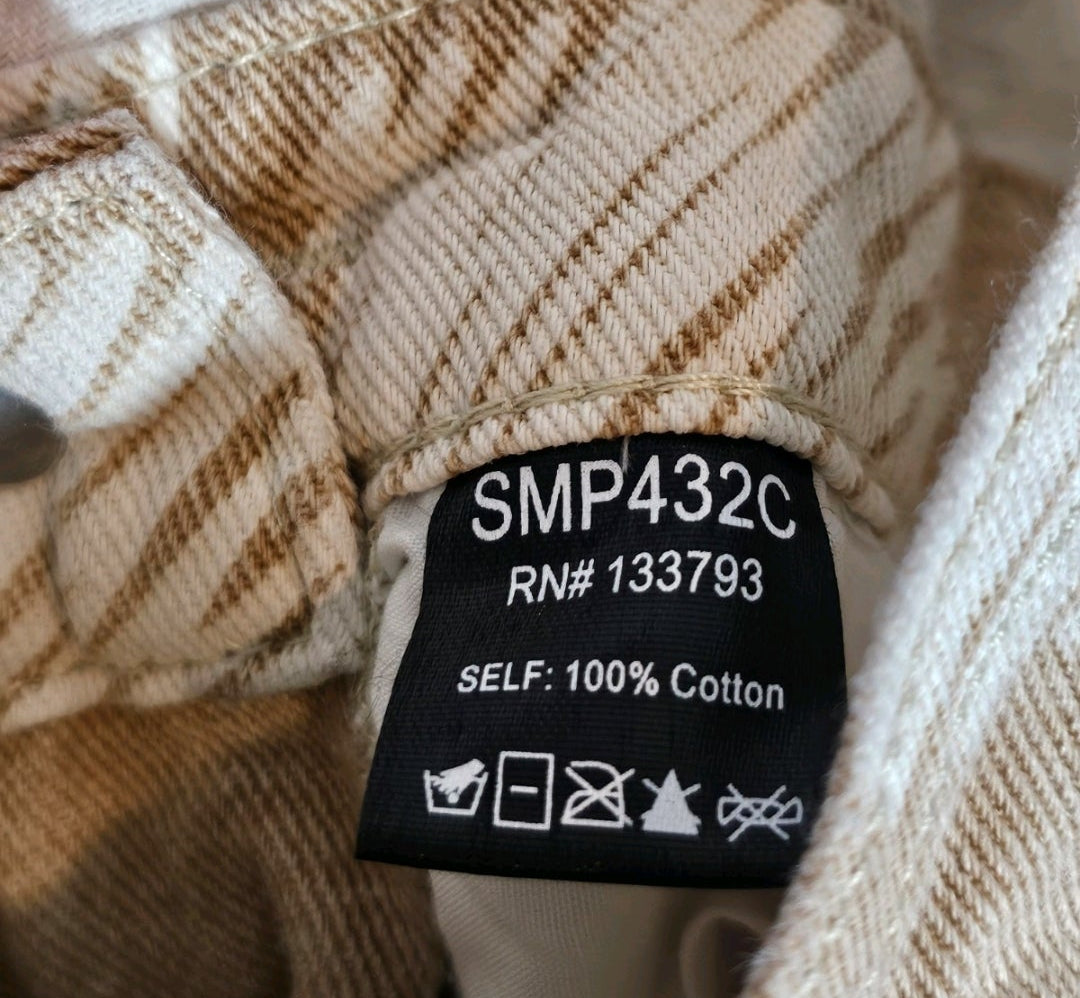 SMP432C
RN# 133793
SELF: 100% Cotton